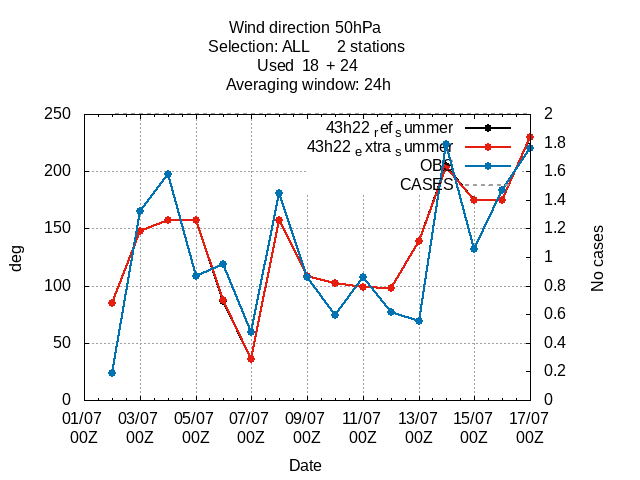 Wind direction 50hPa
Selection: ALL 2 stations
Used 18 + 24
Averaging window: 24h
250 2
43h22 ref summer 1.8
43h22 extra summer
200 OBS 1.6
CASES
1.4
150 1.2
deg No cases
1
100 0.8
0.6
50 0.4
0.2
0 0
01/07 03/07 05/07 07/07 09/07 11/07 13/07 15/07 17/07
00Z 00Z 00Z 00Z 00Z 00Z 00Z 00Z 00Z
Date